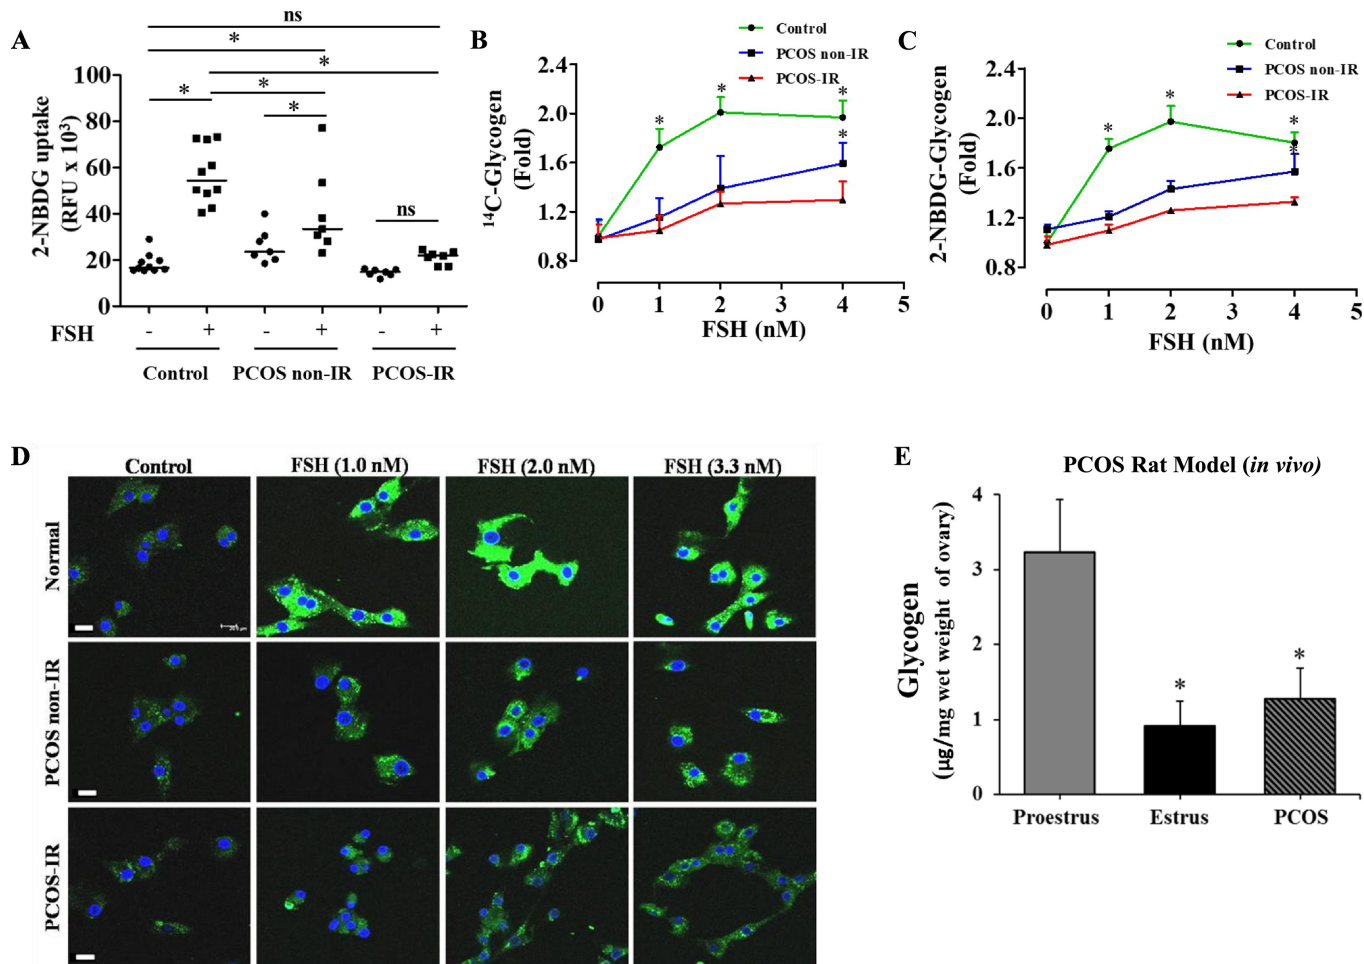 A
ns
*
*
*
*
*
*
ns
2-NBDG uptake
(RFU x 10³)
100
80
60
40
20
0
FSH
- + - + - +
Control PCOS non-IR PCOS-IR
B
Control
PCOS non-IR
PCOS-IR
¹⁴C-Glycogen
(Fold)
2.4
2.0
1.6
1.2
0.8
* * *
*
0 1 2 4 5
FSH (nM)
C
Control
PCOS non-IR
PCOS-IR
2-NBDG-Glycogen
(Fold)
2.4
2.0
1.6
1.2
0.8
* * *
*
0 1 2 3 4 5
FSH (nM)
D
Control FSH (1.0 nM) FSH (2.0 nM) FSH (3.3 nM)
Normal
PCOS non-IR
PCOS-IR
E
PCOS Rat Model (in vivo)
Glycogen
(µg/mg wet weight of ovary)
4
3
2
1
0
* *
Proestrus Estrus PCOS